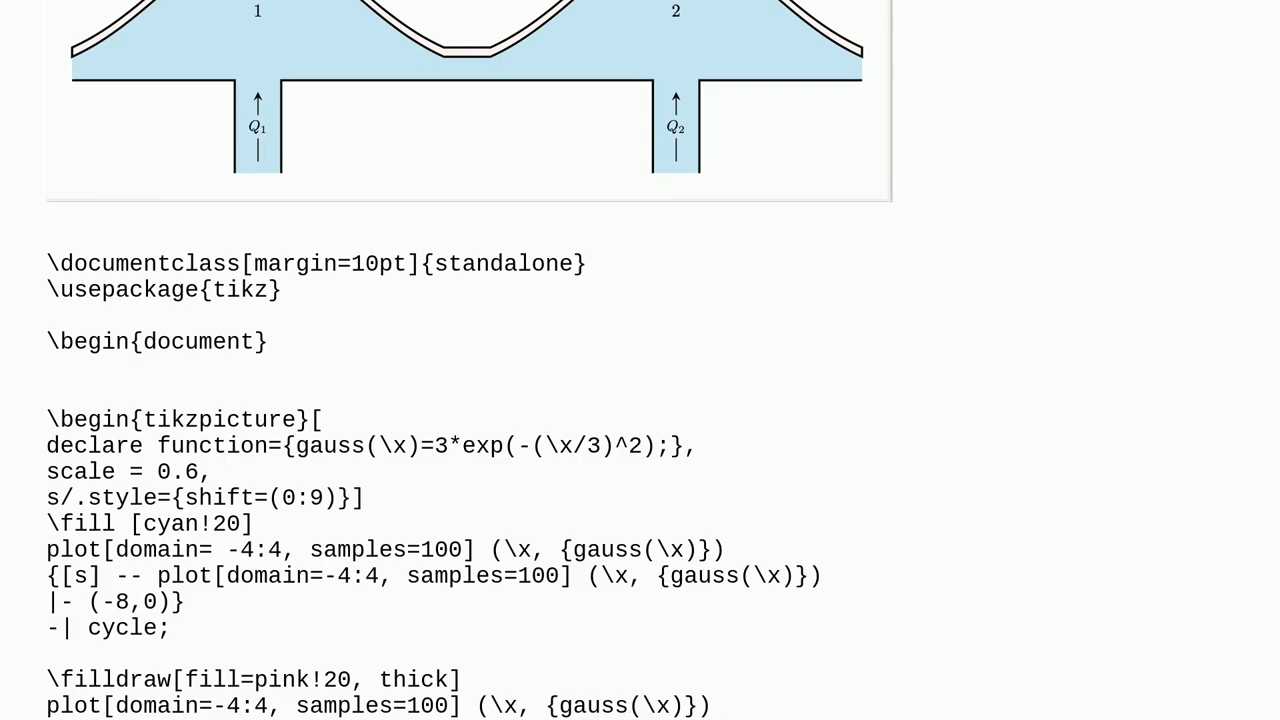 1 2
Q1 Q2
\documentclass[margin=10pt]{standalone}
\usepackage{tikz}
\begin{document}
\begin{tikzpicture}[
declare function={gauss(\x)=3*exp(-(\x/3)^2);},
scale = 0.6,
s/.style={shift=(0:9)}]
\fill [cyan!20]
plot[domain= -4:4, samples=100] (\x, {gauss(\x)})
{[s] -- plot[domain=-4:4, samples=100] (\x, {gauss(\x)})
|- (-8,0)}
-| cycle;
\filldraw[fill=pink!20, thick]
plot[domain=-4:4, samples=100] (\x, {gauss(\x)})